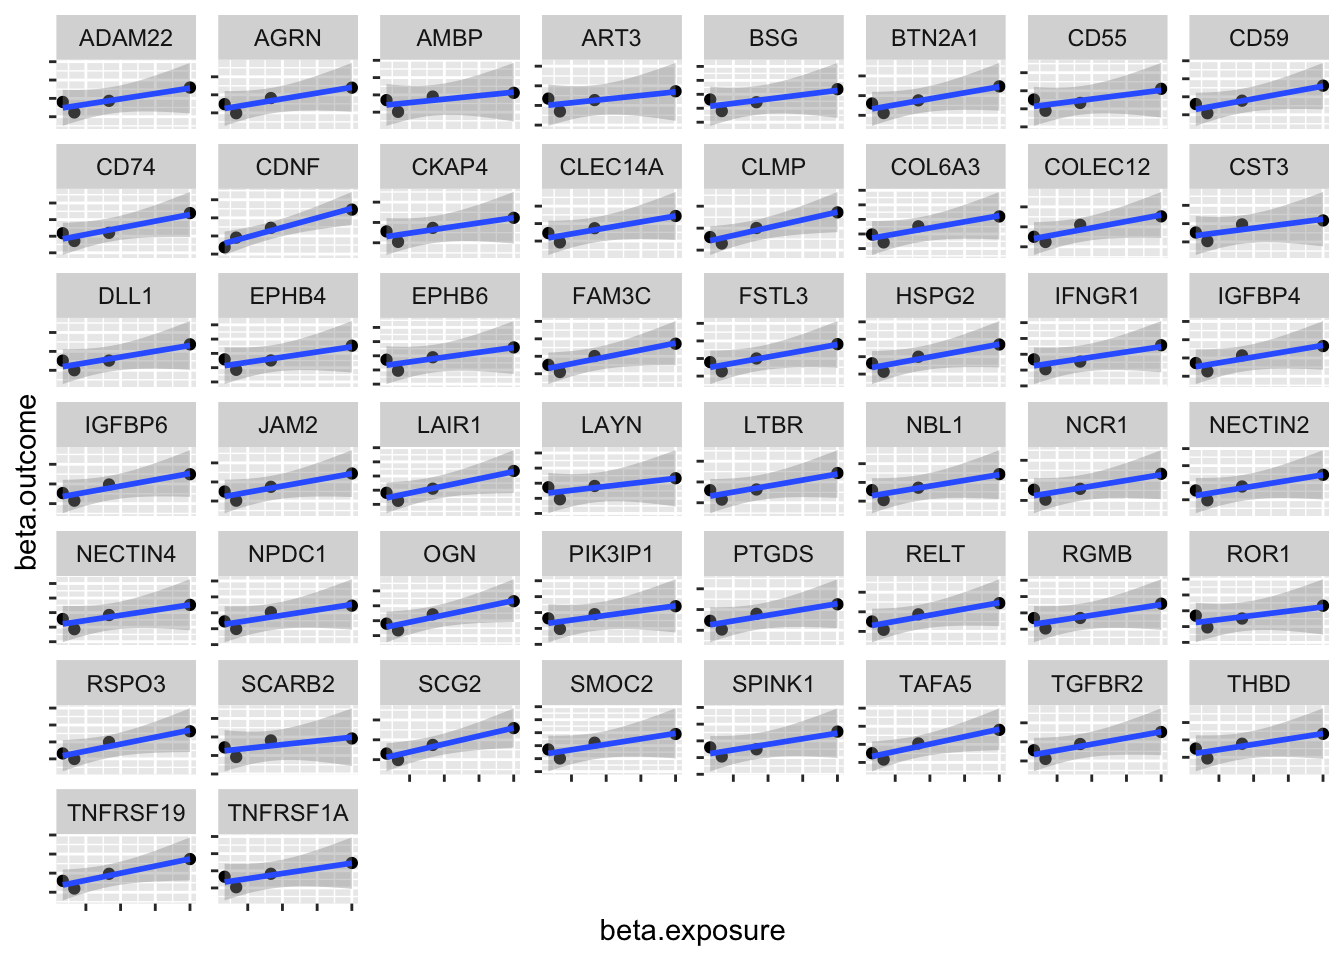 ADAM22 AGRN AMBP ART3 BSG BTN2A1 CD55 CD59
CD74 CDNF CKAP4 CLEC14A CLMP COL6A3 COLEC12 CST3
DLL1 EPHB4 EPHB6 FAM3C FSTL3 HSPG2 IFNGR1 IGFBP4
IGFBP6 JAM2 LAIR1 LAYN LTBR NBL1 NCR1 NECTIN2
NECTIN4 NPDC1 OGN PIK3IP1 PTGDS RELT RGMB ROR1
RSPO3 SCARB2 SCG2 SMOC2 SPINK1 TAFA5 TGFBR2 THBD
TNFRSF19 TNFRSF1A
beta.outcome
beta.exposure